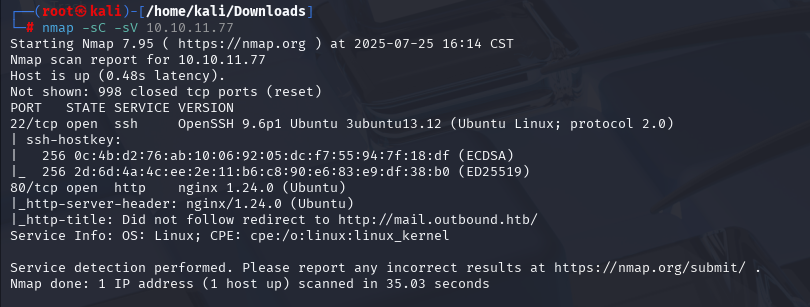 ┌──(root㉿kali)-[/home/kali/Downloads]
└─# nmap -sC -sV 10.10.11.77
Starting Nmap 7.95 ( https://nmap.org ) at 2025-07-25 16:14 CST
Nmap scan report for 10.10.11.77
Host is up (0.48s latency).
Not shown: 998 closed tcp ports (reset)
PORT   STATE SERVICE VERSION
22/tcp open  ssh     OpenSSH 9.6p1 Ubuntu 3ubuntu13.12 (Ubuntu Linux; protocol 2.0)
| ssh-hostkey:
|   256 0c:4b:d2:76:ab:10:06:92:05:dc:f7:55:94:7f:18:df (ECDSA)
|_  256 2d:6d:4a:4c:ee:2e:11:b6:c8:90:e6:83:e9:df:38:b0 (ED25519)
80/tcp open  http    nginx 1.24.0 (Ubuntu)
|_http-server-header: nginx/1.24.0 (Ubuntu)
|_http-title: Did not follow redirect to http://mail.outbound.htb/
Service Info: OS: Linux; CPE: cpe:/o:linux:linux_kernel

Service detection performed. Please report any incorrect results at https://nmap.org/submit/ .
Nmap done: 1 IP address (1 host up) scanned in 35.03 seconds